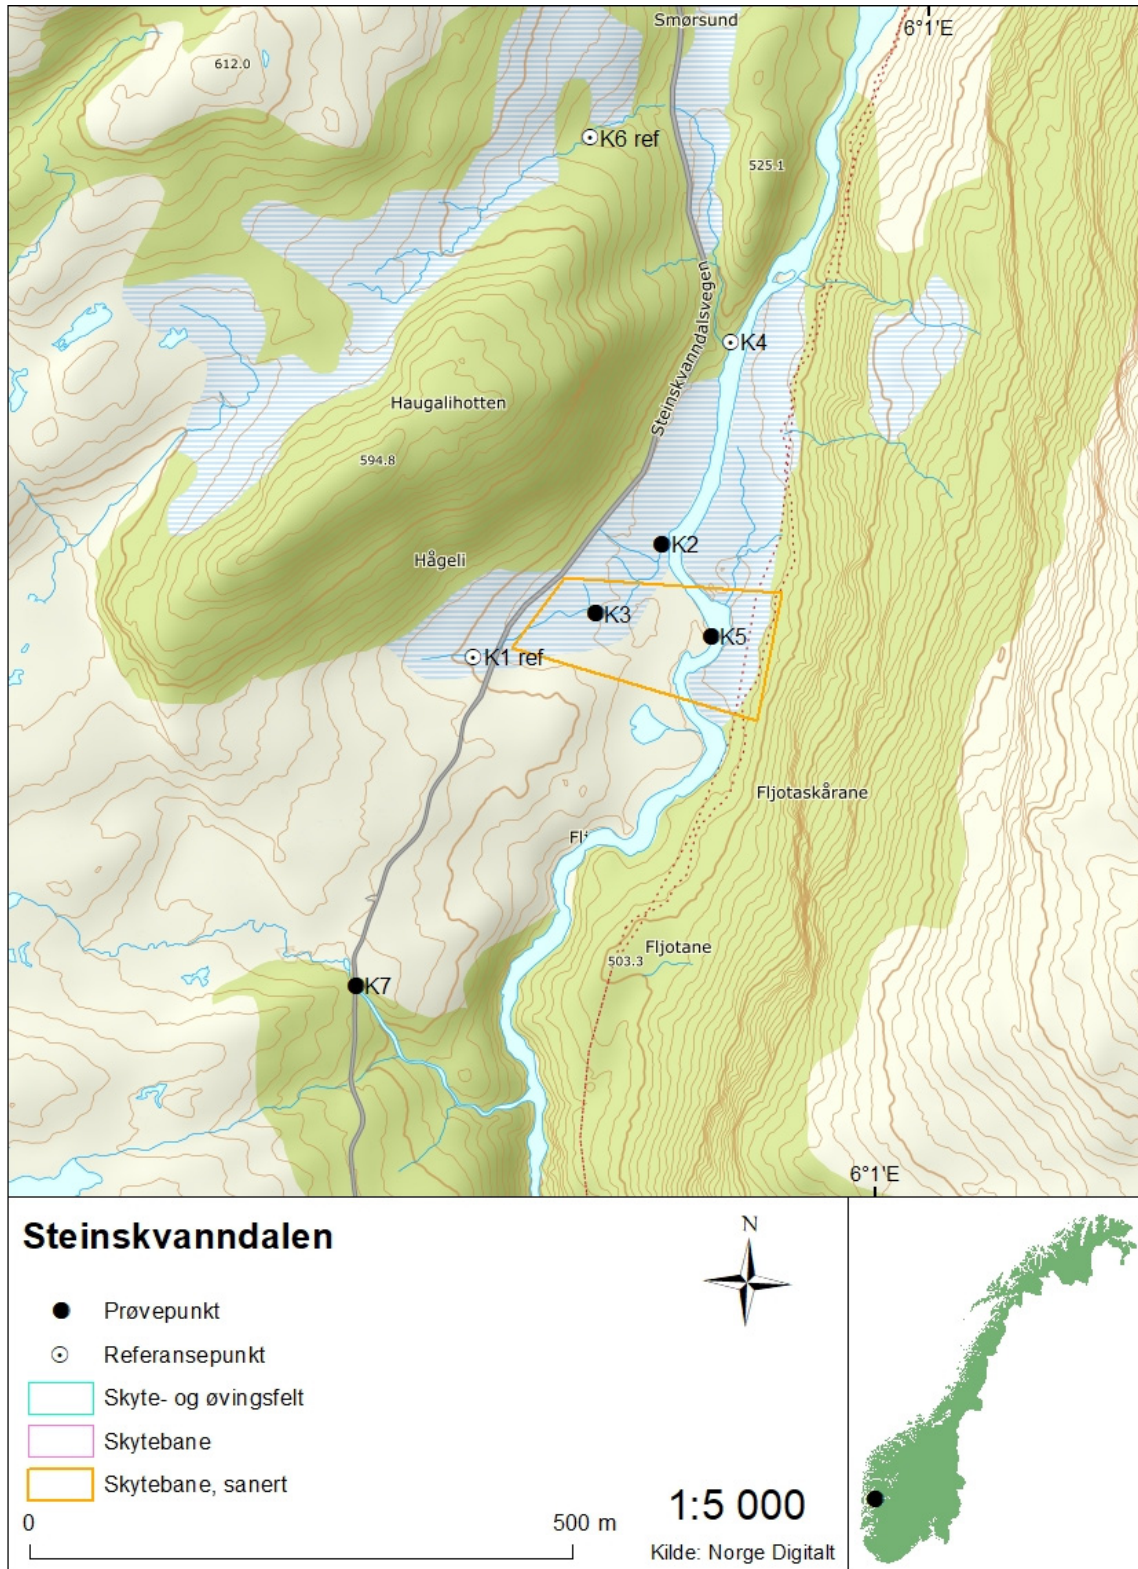 Smørsund
6°1'E
612.0
K6 ref
525.1
Steinskvanndalsvegen
K4
Haugalihotten
594.8
K2
Hågeli
K3
K5
K1 ref
Fljotaskårane
Fl
Fljotane
503.3
K7
6°1'E
Steinskvanndalen
N
Prøvepunkt
Referansepunkt
Skyte- og øvingsfelt
Skytebane
Skytebane, sanert
0 500 m
1:5 000
Kilde: Norge Digitalt